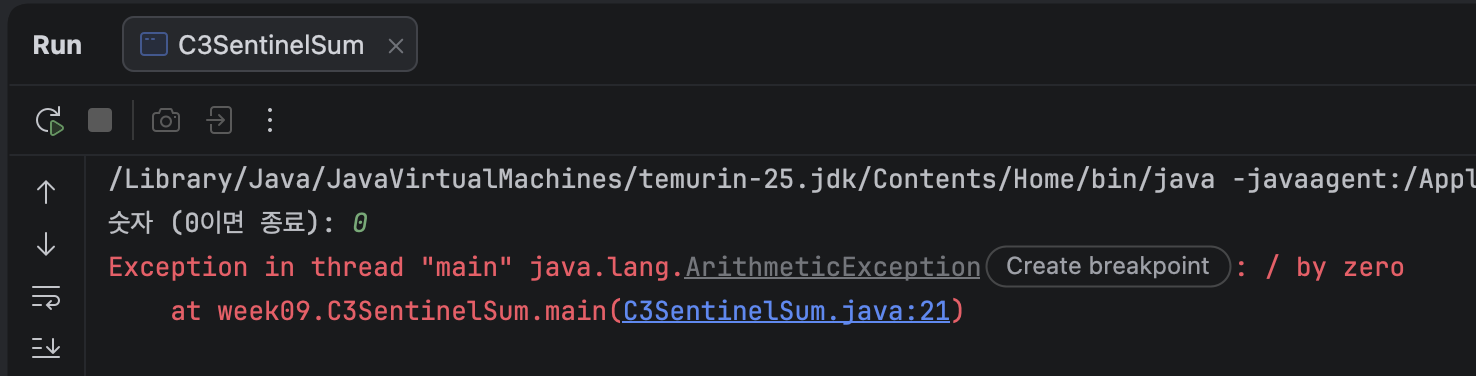 Run C3SentinelSum
/Library/Java/JavaVirtualMachines/temurin-25.jdk/Contents/Home/bin/java -javaagent:/Appl
숫자 (0이면 종료): 0
Exception in thread "main" java.lang.ArithmeticException Create breakpoint : / by zero
at week09.C3SentinelSum.main(C3SentinelSum.java:21)